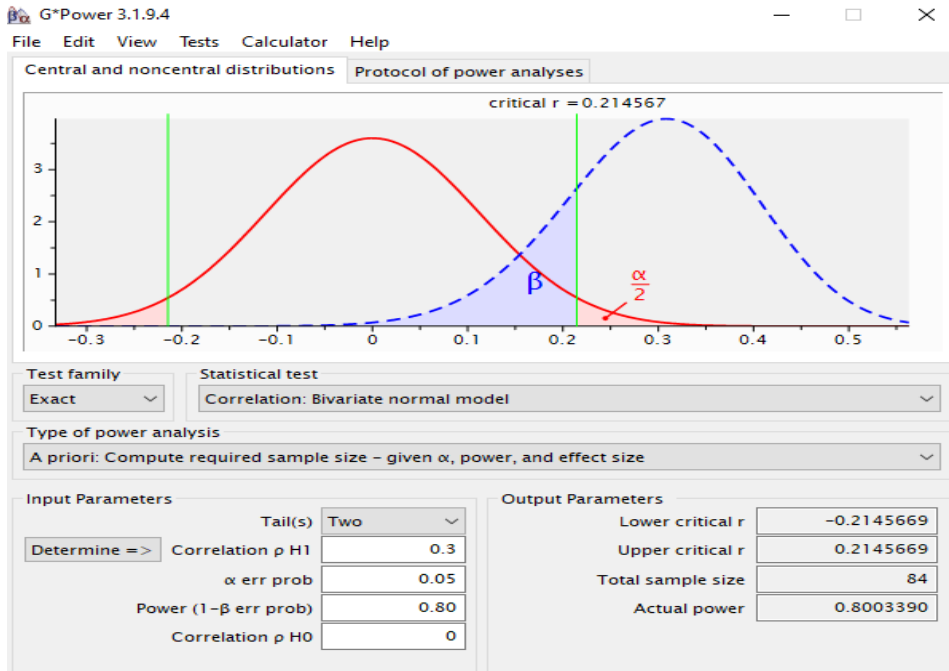 G*Power 3.1.9.4
File Edit View Tests Calculator Help
Central and noncentral distributions Protocol of power analyses
critical r = 0.214567
3
2
1
0
β
α
2
-0.3 -0.2 -0.1 0 0.1 0.2 0.3 0.4 0.5
Test family Statistical test
Exact Correlation: Bivariate normal model
Type of power analysis
A priori: Compute required sample size – given α, power, and effect size
Input Parameters Output Parameters
Tail(s) Two Lower critical r -0.2145669
Determine => Correlation ρ H1 0.3 Upper critical r 0.2145669
α err prob 0.05 Total sample size 84
Power (1-β err prob) 0.80 Actual power 0.8003390
Correlation ρ H0 0